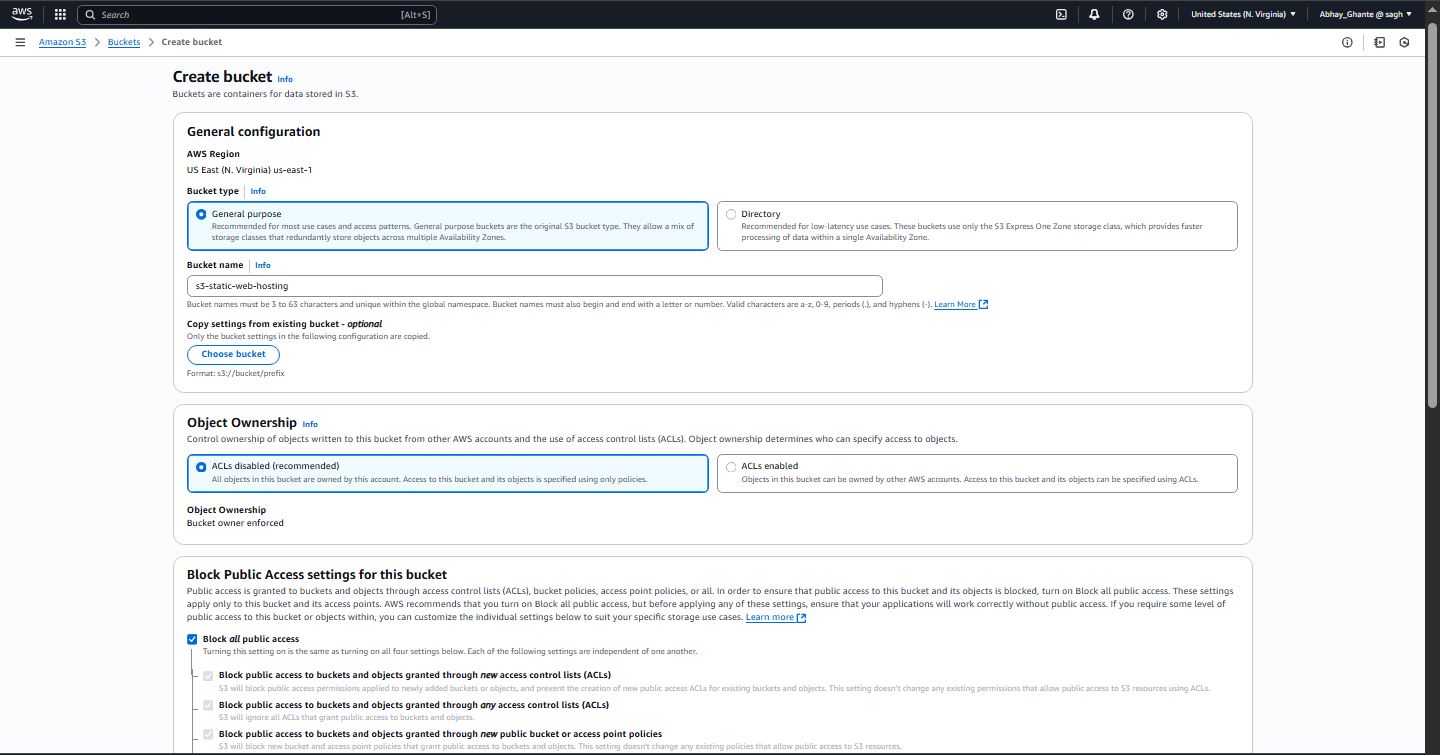 aws Search [Alt+S] United States (N. Virginia) Abhay_Ghante @ sagh
Amazon S3 Buckets Create bucket
Create bucket Info
Buckets are containers for data stored in S3.
General configuration
AWS Region
US East (N. Virginia) us-east-1
Bucket type Info
General purpose
Recommended for most use cases and access patterns. General purpose buckets are the original S3 bucket type. They allow a mix of
storage classes that redundantly store objects across multiple Availability Zones.
Directory
Recommended for low-latency use cases. These buckets use only the S3 Express One Zone storage class, which provides faster
processing of data within a single Availability Zone.
Bucket name Info
s3-static-web-hosting
Bucket names must be 3 to 63 characters and unique within the global namespace. Bucket names must also begin and end with a letter or number. Valid characters are a-z, 0-9, periods (.), and hyphens (-). Learn More
Copy settings from existing bucket - optional
Only the bucket settings in the following configuration are copied.
Choose bucket
Format: s3://bucket/prefix
Object Ownership Info
Control ownership of objects written to this bucket from other AWS accounts and the use of access control lists (ACLs). Object ownership determines who can specify access to objects.
ACLs disabled (recommended)
All objects in this bucket are owned by this account. Access to this bucket and its objects is specified using only policies.
ACLs enabled
Objects in this bucket can be owned by other AWS accounts. Access to this bucket and its objects can be specified using ACLs.
Object Ownership
Bucket owner enforced
Block Public Access settings for this bucket
Public access is granted to buckets and objects through access control lists (ACLs), bucket policies, access point policies, or all. In order to ensure that public access to this bucket and its objects is blocked, turn on Block all public access. These settings
apply only to this bucket and its access points. AWS recommends that you turn on Block all public access, but before applying any of these settings, ensure that your applications will work correctly without public access. If you require some level of
public access to this bucket or objects within, you can customize the individual settings below to suit your specific storage use cases. Learn more
Block all public access
Turning this setting on is the same as turning on all four settings below. Each of the following settings are independent of one another.
Block public access to buckets and objects granted through new access control lists (ACLs)
S3 will block public access permissions applied to newly added buckets or objects, and prevent the creation of new public access ACLs for existing buckets and objects. This setting doesn't change any existing permissions that allow public access to S3 resources using ACLs.
Block public access to buckets and objects granted through any access control lists (ACLs)
S3 will ignore all ACLs that grant public access to buckets and objects.
Block public access to buckets and objects granted through new public bucket or access point policies
S3 will block new bucket and access point policies that grant public access to buckets and objects. This setting doesn't change any existing policies that allow public access to S3 resources.